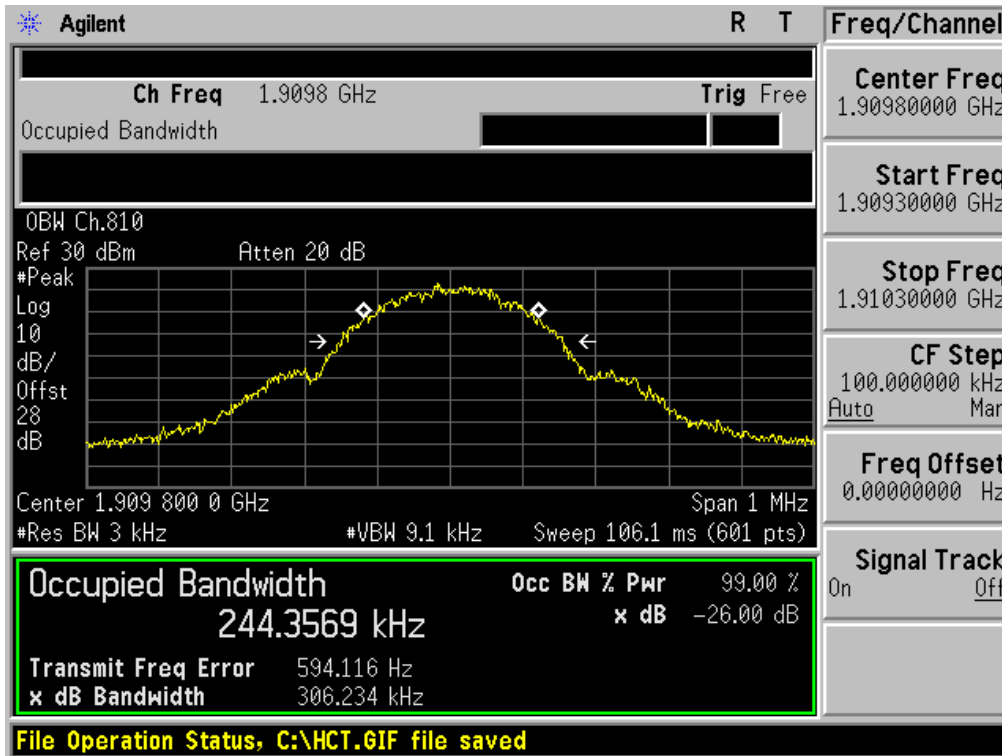 Agilent R T Freq/Channel
Ch Freq 1.9098 GHz Trig Free
Occupied Bandwidth
Center Freq
1.90980000 GHz
Start Freq
1.90930000 GHz
Stop Freq
1.91030000 GHz
CF Step
100.000000 kHz
Auto Man
Freq Offset
0.00000000 Hz
Signal Track
On Off
OBW Ch.810
Ref 30 dBm Atten 20 dB
#Peak
Log
10
dB/
Offst
28
dB
Center 1.909 800 0 GHz Span 1 MHz
#Res BW 3 kHz #VBW 9.1 kHz Sweep 106.1 ms (601 pts)
Occupied Bandwidth Occ BW % Pwr 99.00 %
244.3569 kHz x dB -26.00 dB
Transmit Freq Error 594.116 Hz
x dB Bandwidth 306.234 kHz
File Operation Status, C:\HCT.GIF file saved